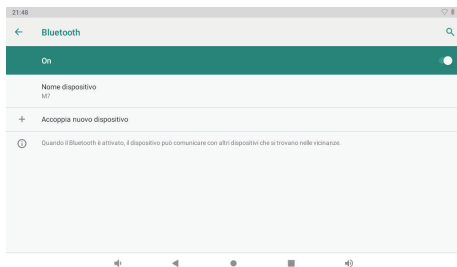 21:48
Bluetooth
On
Nome dispositivo
M7
Accoppia nuovo dispositivo
Quando il Bluetooth è attivato, il dispositivo può comunicare con altri dispositivi che si trovano nelle vicinanze.